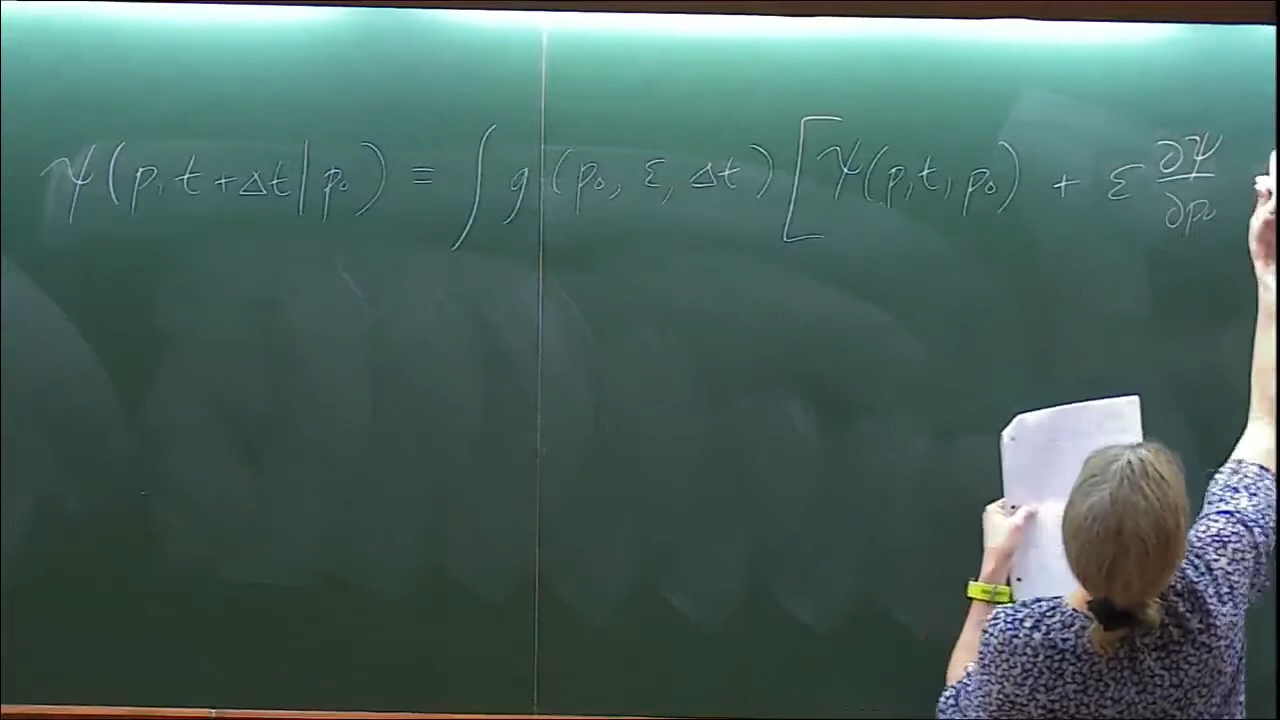 ψ(p, t + Δt | p₀) = ∫ g(p₀, ε, Δt) [ ψ(p, t, p₀) + ε ∂ψ/∂p₀